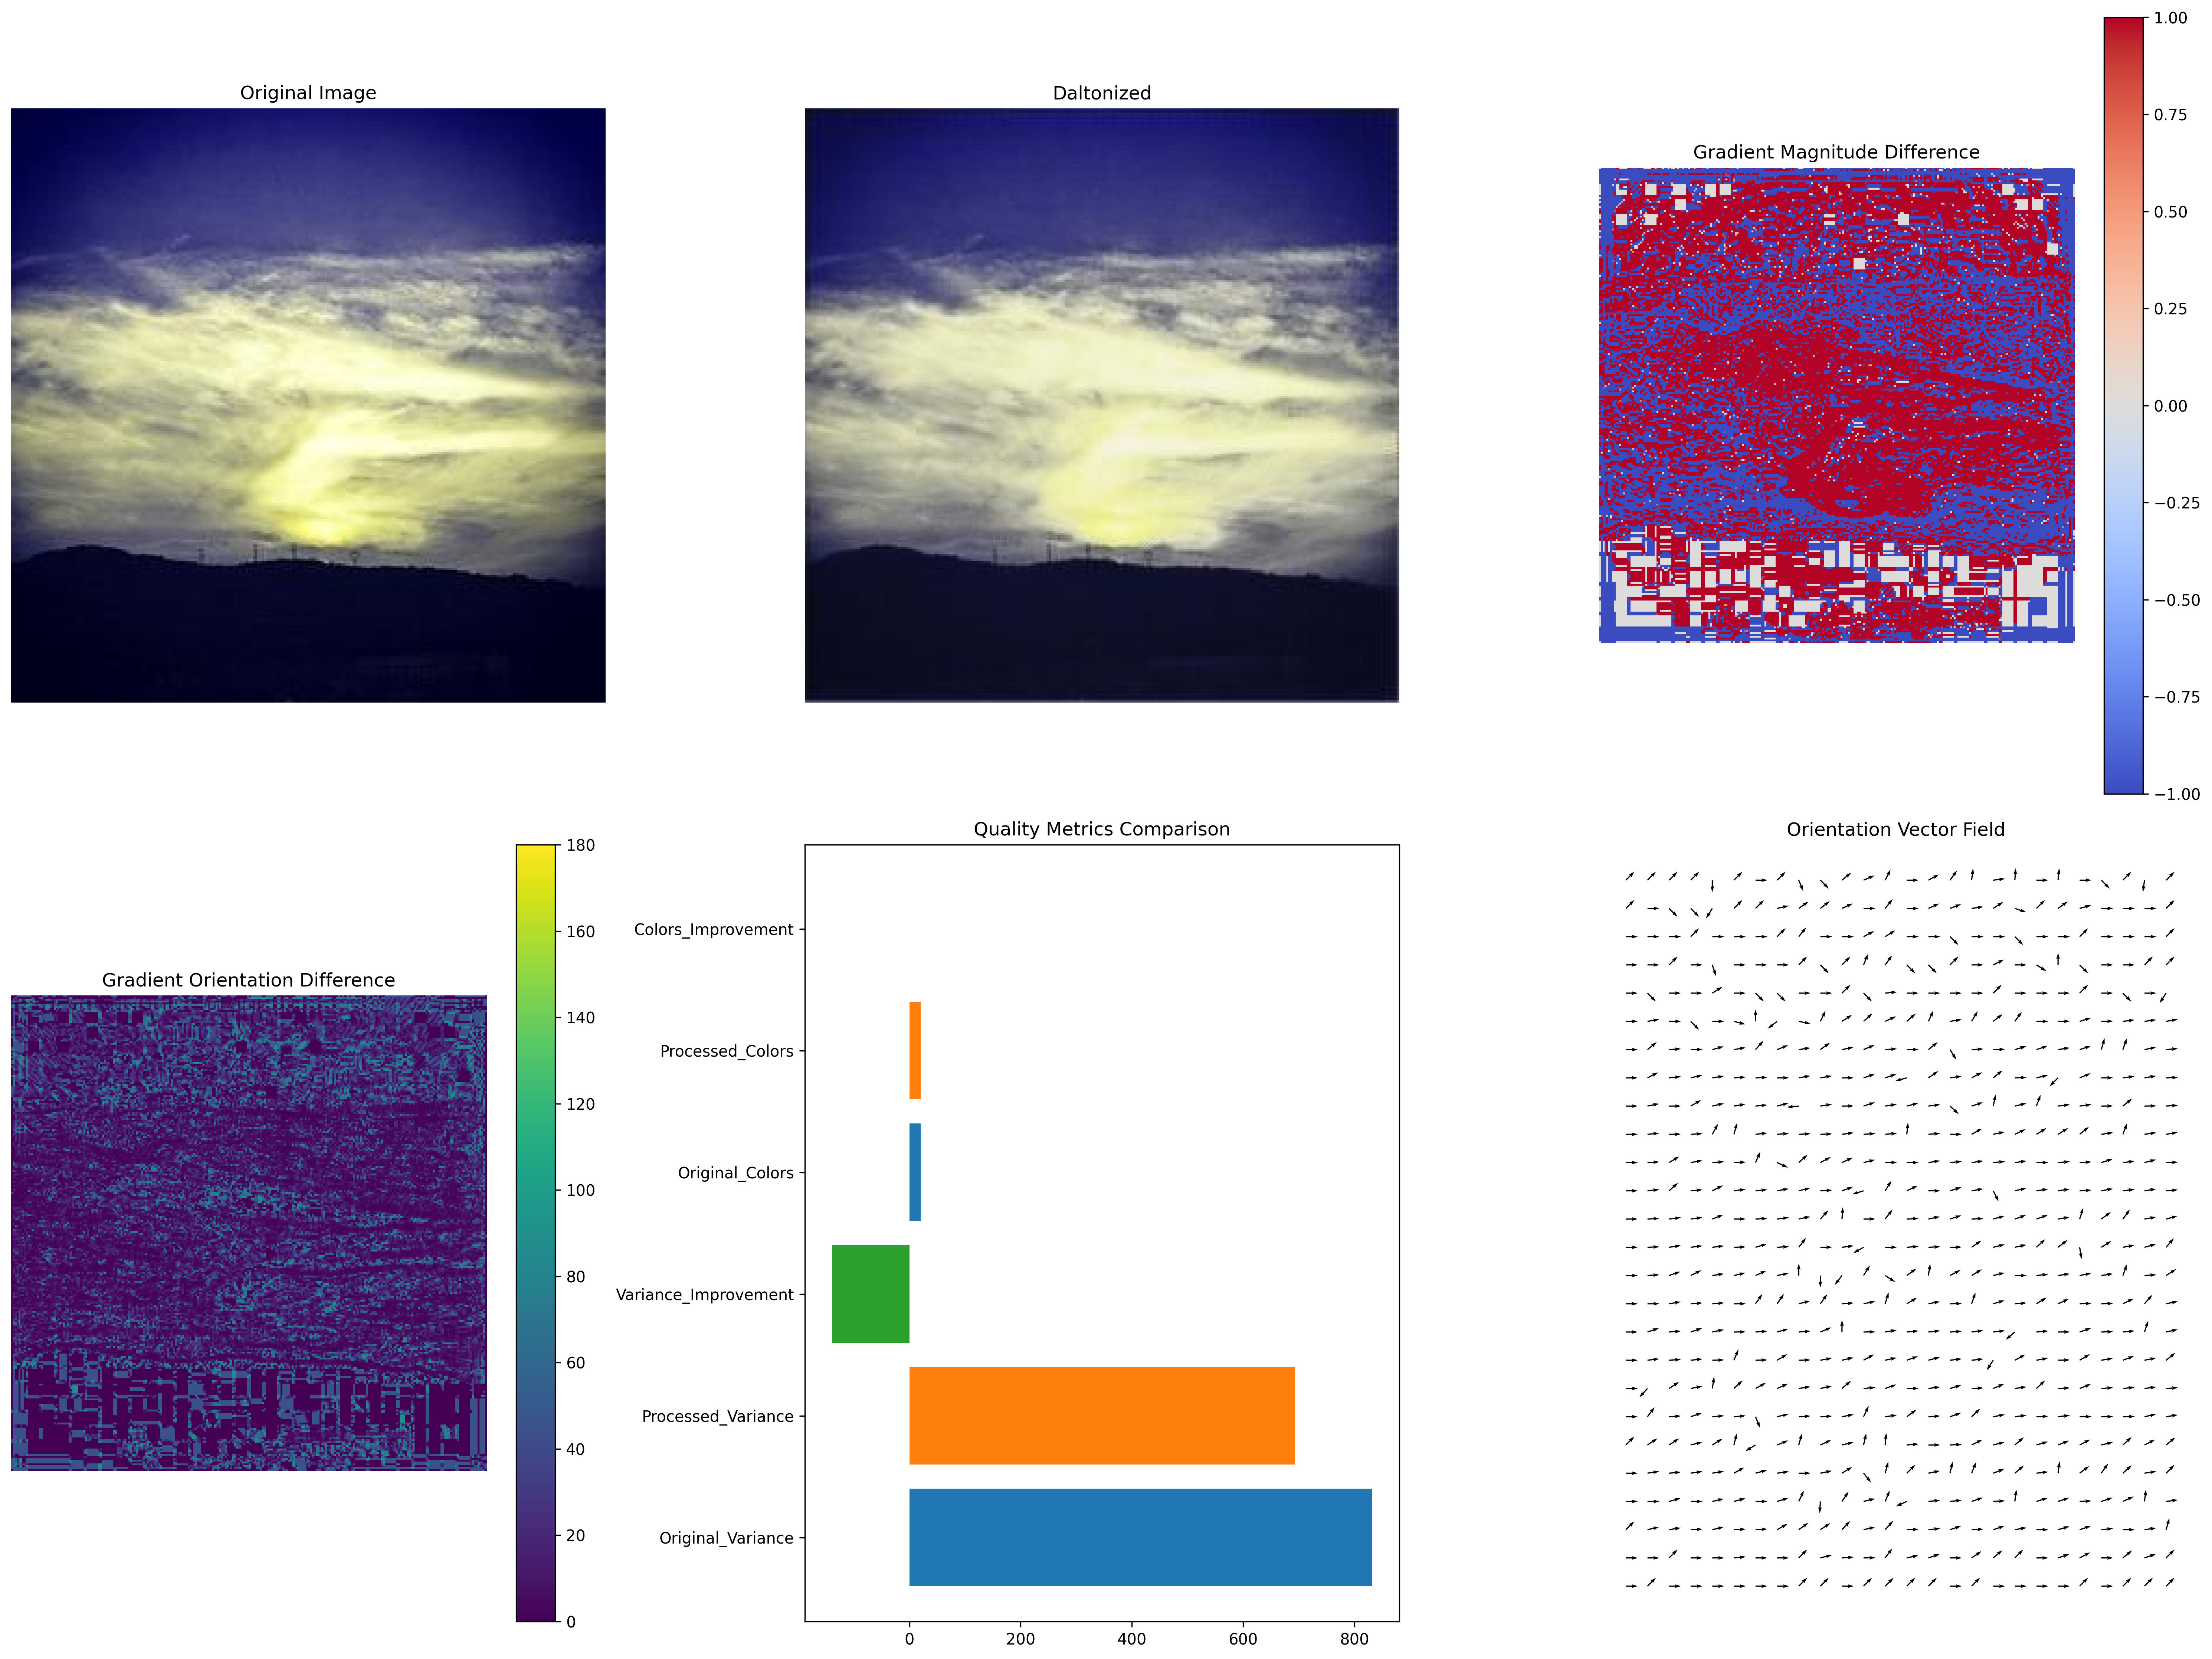 Original Image
Daltonized
Gradient Magnitude Difference
1.00
0.75
0.50
0.25
0.00
−0.25
−0.50
−0.75
−1.00
Gradient Orientation Difference
180
160
140
120
100
80
60
40
20
0
Quality Metrics Comparison
Colors_Improvement
Processed_Colors
Original_Colors
Variance_Improvement
Processed_Variance
Original_Variance
0 200 400 600 800
Orientation Vector Field